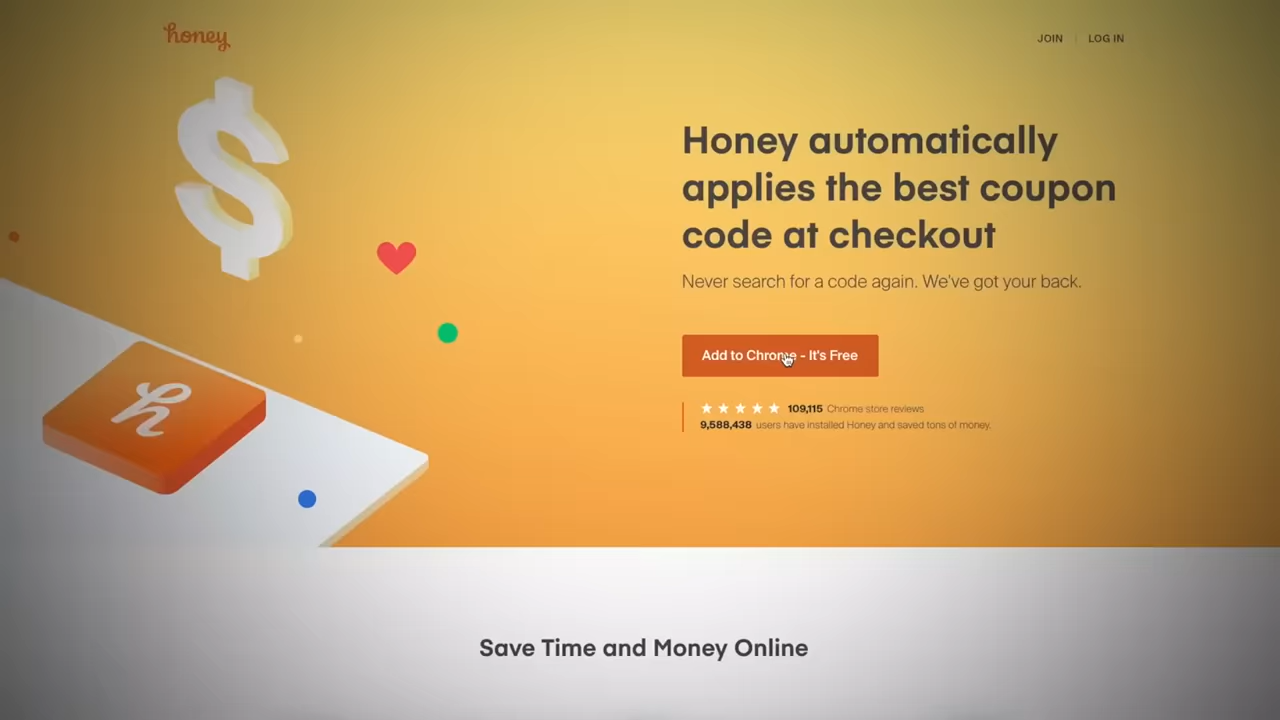 honey
JOIN
LOG IN
Honey automatically
applies the best coupon
code at checkout
Never search for a code again. We've got your back.
Add to Chrome - It's Free
109,115 Chrome store reviews
9,588,438 users have installed Honey and saved tons of money.
h
Save Time and Money Online